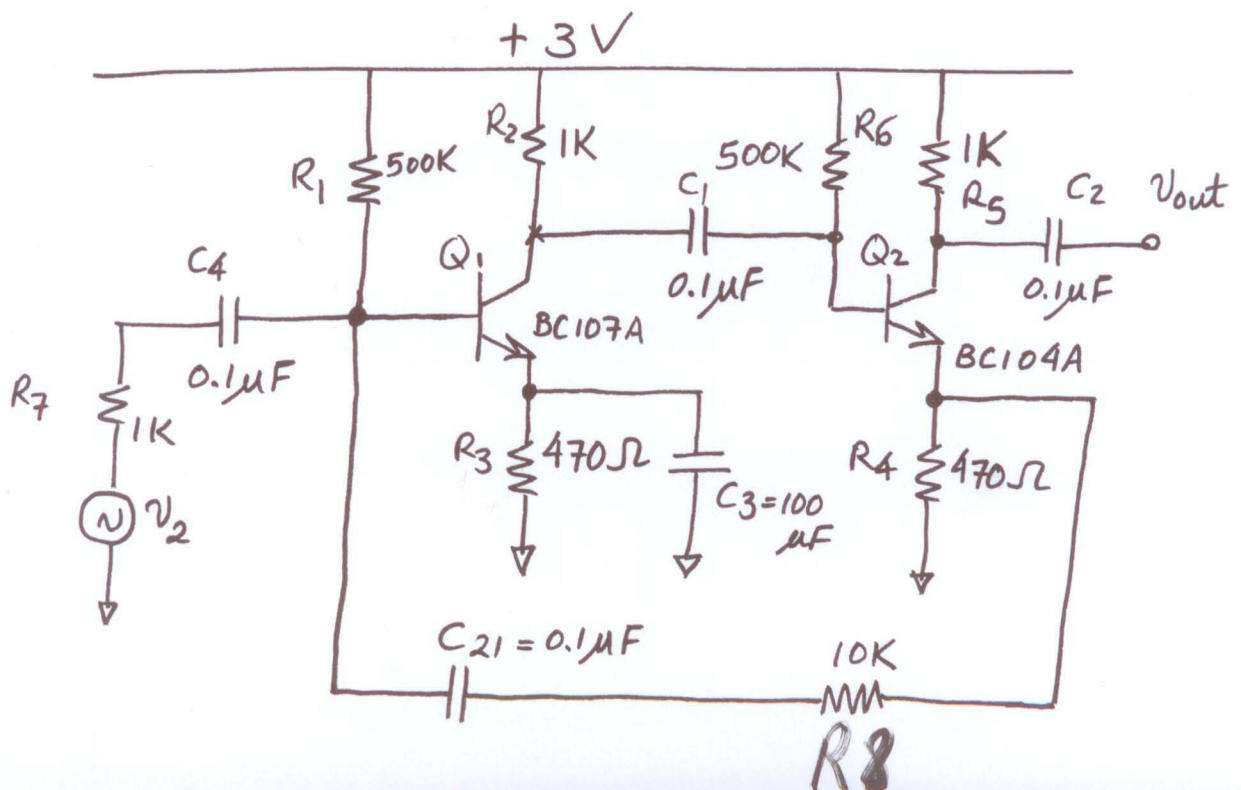 + 3V
R2
1K
R6
500K
1K
R5
R1
500K
C1
0.1μF
C2
Vout
0.1μF
C4
0.1μF
Q1
BC107A
Q2
BC104A
R7
1K
V2
R3
470Ω
C3=100
μF
R4
470Ω
C21=0.1μF
10K
R8